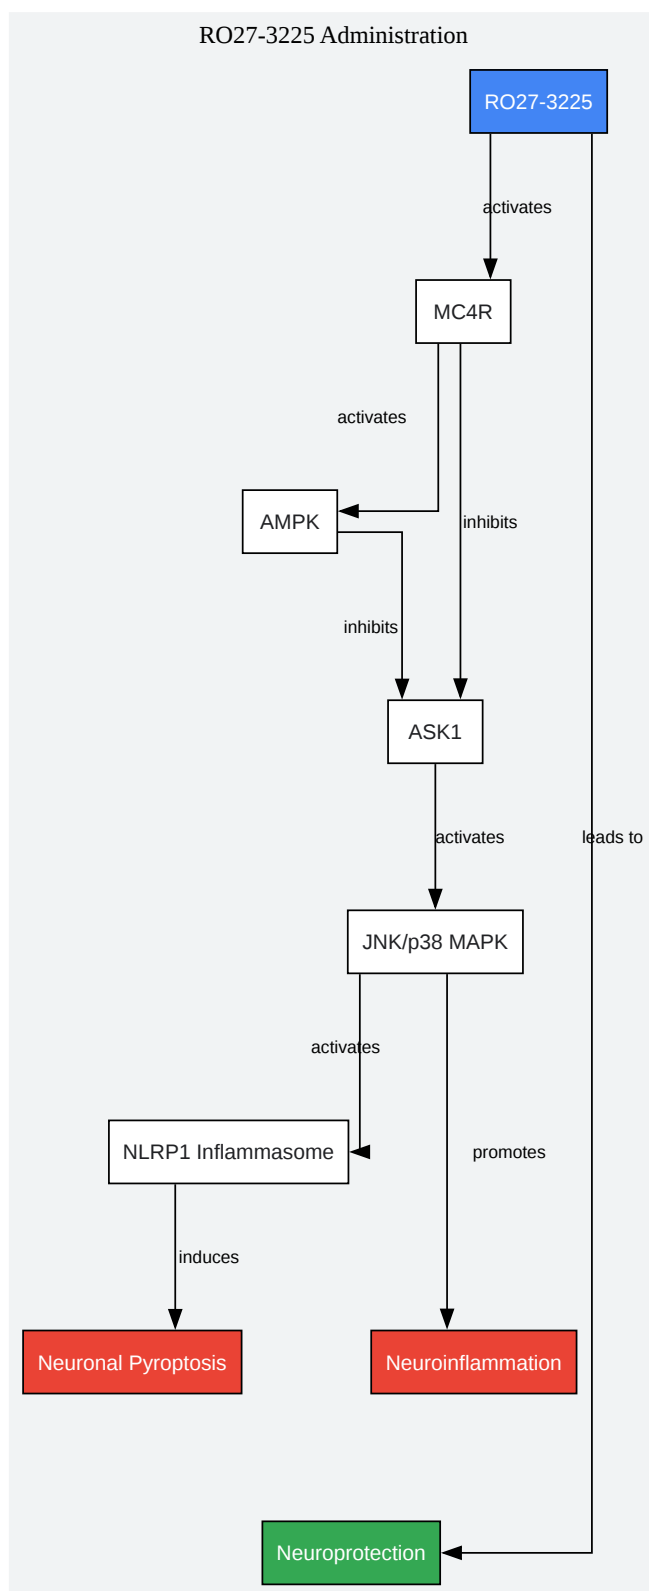 RO27-3225 Administration
RO27-3225
activates
MC4R
activates
AMPK
inhibits
inhibits
ASK1
activates
leads to
JNK/p38 MAPK
activates
NLRP1 Inflammasome
promotes
induces
Neuronal Pyroptosis
Neuroinflammation
Neuroprotection